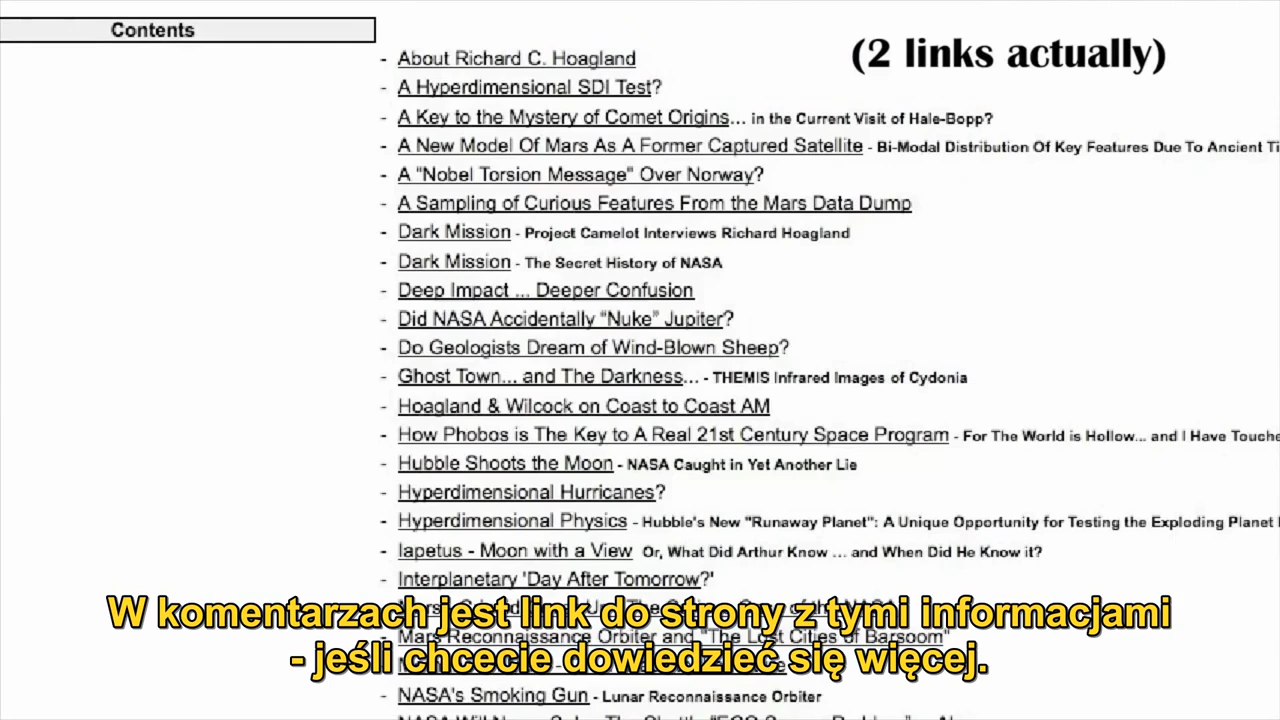 Contents
(2 links actually)
- About Richard C. Hoagland
- A Hyperdimensional SDI Test?
- A Key to the Mystery of Comet Origins... in the Current Visit of Hale-Bopp?
- A New Model Of Mars As A Former Captured Satellite - Bi-Modal Distribution Of Key Features Due To Ancient
- A "Nobel Torsion Message" Over Norway?
- A Sampling of Curious Features From the Mars Data Dump
- Dark Mission - Project Camelot Interviews Richard Hoagland
- Dark Mission - The Secret History of NASA
- Deep Impact ... Deeper Confusion
- Did NASA Accidentally “Nuke” Jupiter?
- Do Geologists Dream of Wind-Blown Sheep?
- Ghost Town... and The Darkness... - THEMIS Infrared Images of Cydonia
- Hoagland & Wilcock on Coast to Coast AM
- How Phobos is The Key to A Real 21st Century Space Program - For The World is Hollow... and I Have
- Hubble Shoots the Moon - NASA Caught in Yet Another Lie
- Hyperdimensional Hurricanes?
- Hyperdimensional Physics - Hubble's New "Runaway Planet": A Unique Opportunity for Testing the Exploding Planet
- Iapetus - Moon with a View Or, What Did Arthur Know ... and When Did He Know it?
- Interplanetary 'Day After Tomorrow?'
W komentarzach jest link do strony z tymi informacjami
- Mars Reconnaissance Orbiter and "The Lost Cities of Barsoom"
- jeśli chcecie dowiedzieć się więcej.
- NASA's Smoking Gun - Lunar Reconnaissance Orbiter